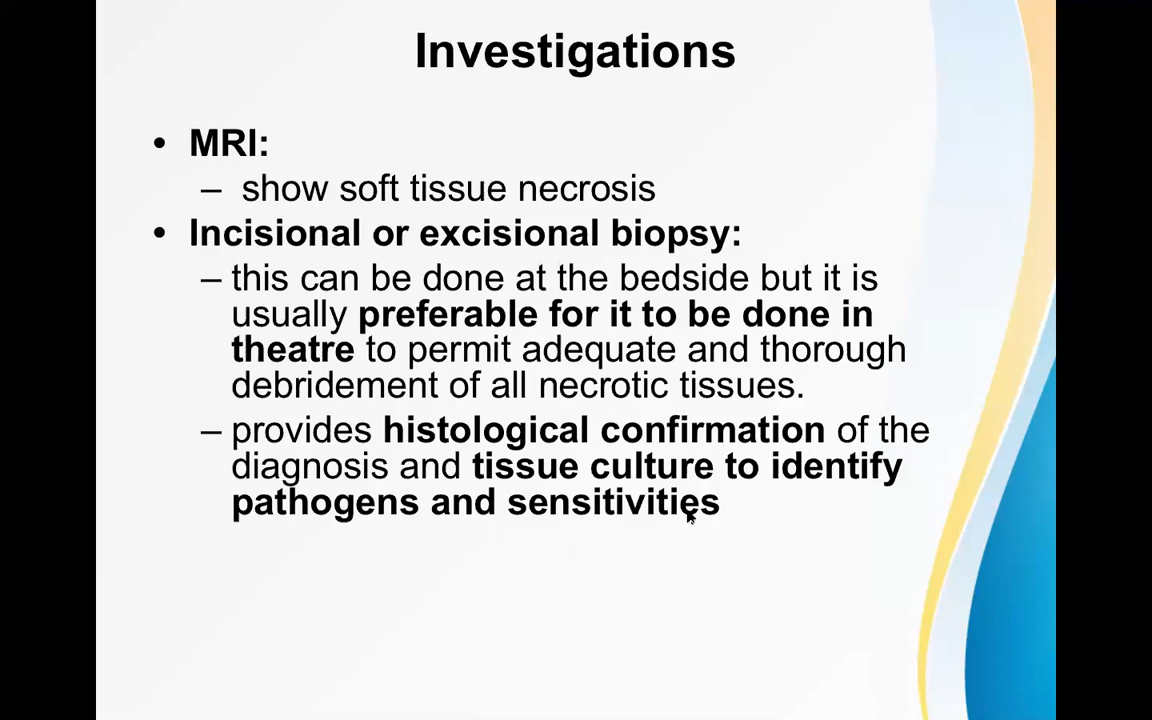 Investigations
• MRI:
– show soft tissue necrosis
• Incisional or excisional biopsy:
– this can be done at the bedside but it is
usually preferable for it to be done in
theatre to permit adequate and thorough
debridement of all necrotic tissues.
– provides histological confirmation of the
diagnosis and tissue culture to identify
pathogens and sensitivities